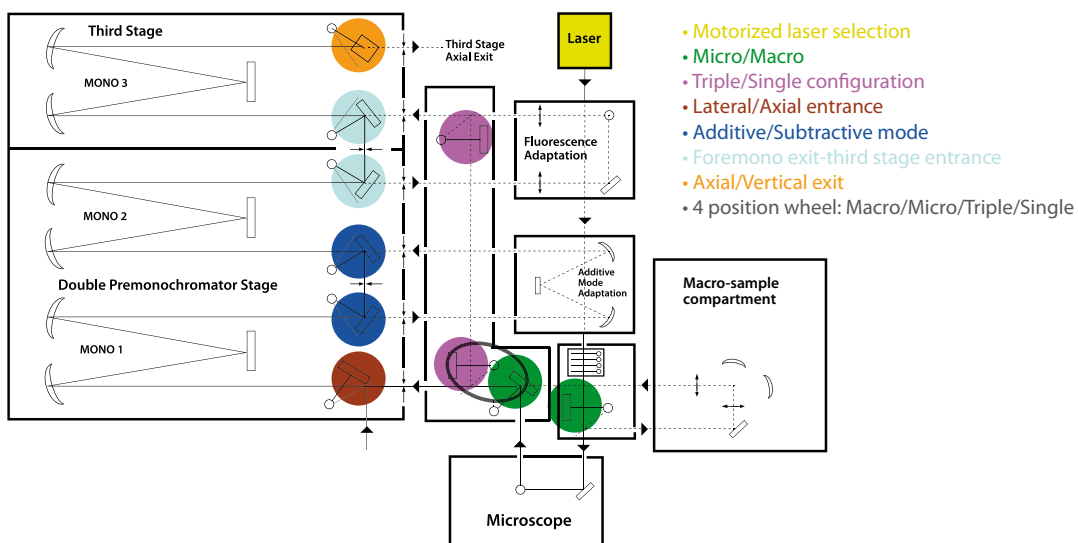 Third Stage
MONO 3
Third Stage
Axial Exit
Laser
• Motorized laser selection
• Micro/Macro
• Triple/Single configuration
• Lateral/Axial entrance
• Additive/Subtractive mode
• Foremono exit-third stage entrance
• Axial/Vertical exit
• 4 position wheel: Macro/Micro/Triple/Single
Fluorescence
Adaptation
MONO 2
Double Premonochromator Stage
MONO 1
Additive
Mode
Adaptation
Macro-sample
compartment
Microscope